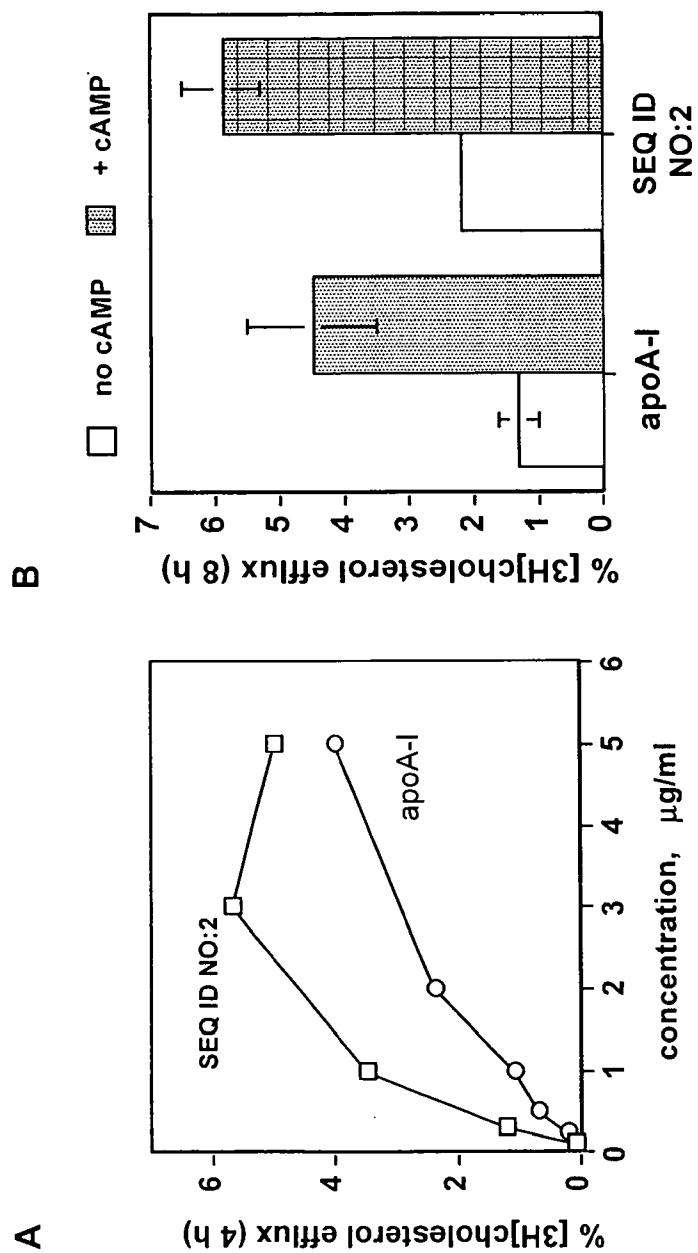 A
% [3H]cholesterol efflux (4 h)
6
4
2
0
SEQ ID NO:2
apoA-I
0 1 2 3 4 5 6
concentration, µg/ml
B
no cAMP
+ cAMP
% [3H]cholesterol efflux (8 h)
7
6
5
4
3
2
1
0
apoA-I
SEQ ID
NO:2